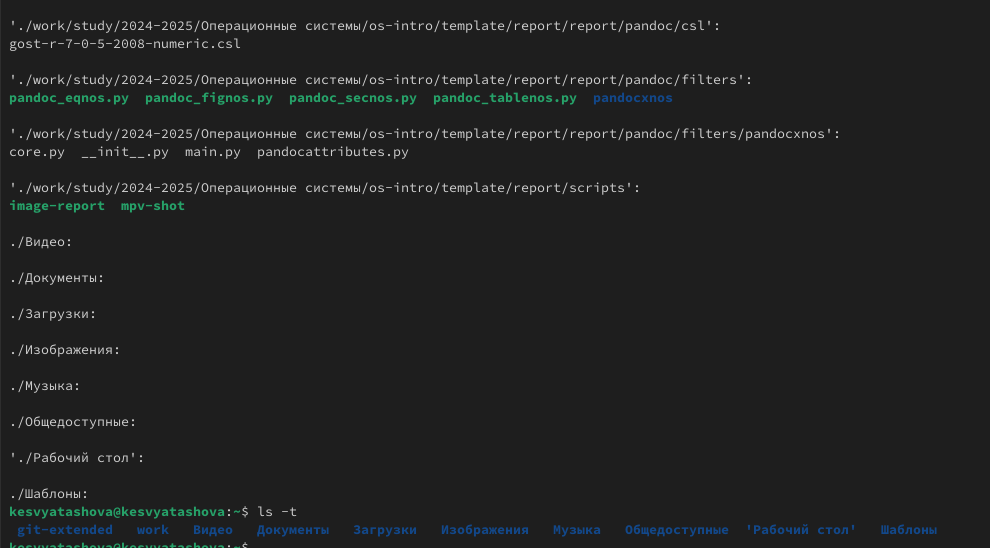 './work/study/2024-2025/Операционные системы/os-intro/template/report/report/pandoc/csl':
gost-r-7-0-5-2008-numeric.csl
'./work/study/2024-2025/Операционные системы/os-intro/template/report/report/pandoc/filters':
pandoc_eqnos.py  pandoc_fignos.py  pandoc_secnos.py  pandoc_tablenos.py  pandocxnos
'./work/study/2024-2025/Операционные системы/os-intro/template/report/report/pandoc/filters/pandocxnos':
core.py  __init__.py  main.py  pandocattributes.py
'./work/study/2024-2025/Операционные системы/os-intro/template/report/scripts':
image-report  mpv-shot
./Видео:
./Документы:
./Загрузки:
./Изображения:
./Музыка:
./Общедоступные:
'./Рабочий стол':
./Шаблоны:
kesvyatashova@kesvyatashova:~$ ls -t
git-extended  work  Видео  Документы  Загрузки  Изображения  Музыка  Общедоступные  'Рабочий стол'  Шаблоны
kesvyatashova@kesvyatashova:~$